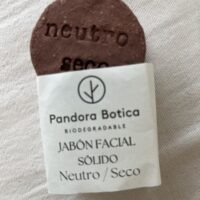 neutro
seco
Pandora Botica
BIODEGRADABLE
JABÓN FACIAL
SÓLIDO
Neutro / Seco